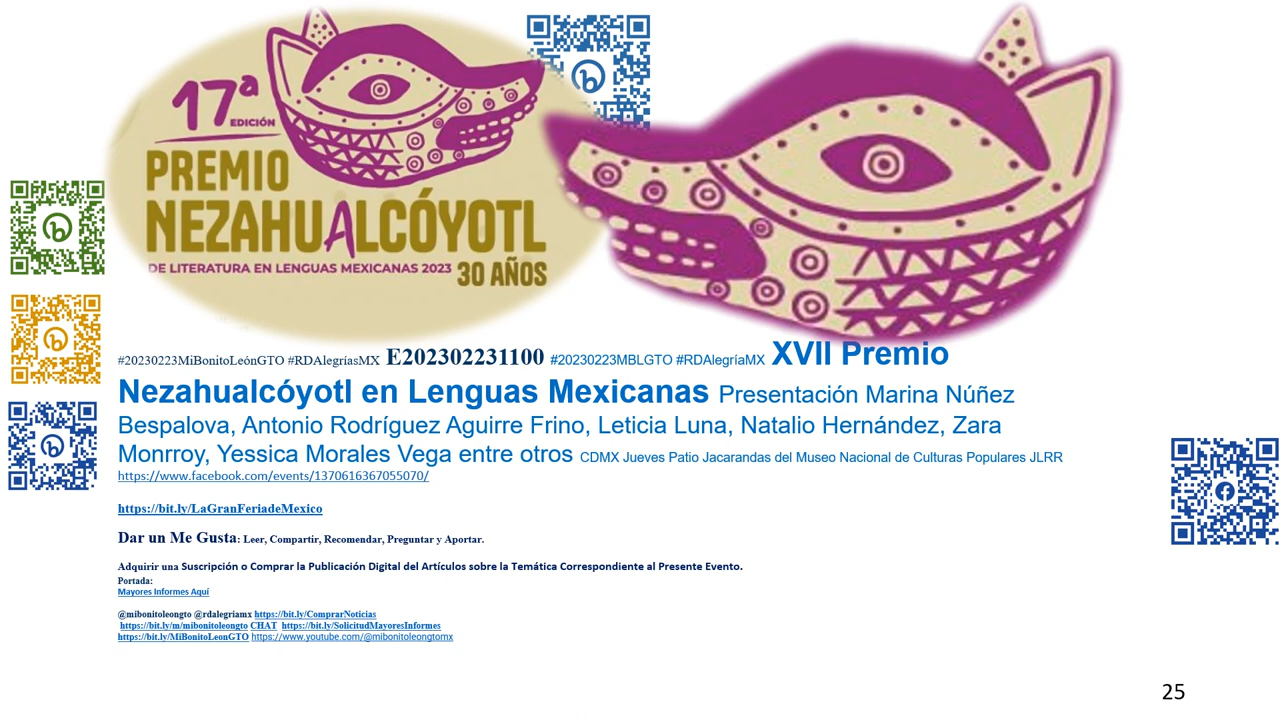 17ª
EDICIÓN
PREMIO
NEZAHUALCÓYOTL
DE LITERATURA EN LENGUAS MEXICANAS 2023
30 AÑOS
#20230223MiBonitoLeónGTO #RDAlegríasMX E202302231100 #20230223MBLGTO #RDAlegríaMX XVII Premio
Nezahualcóyotl en Lenguas Mexicanas Presentación Marina Núñez
Bespalova, Antonio Rodríguez Aguirre Frino, Leticia Luna, Natalio Hernández, Zara
Monrroy, Yessica Morales Vega entre otros CDMX Jueves Patio Jacarandas del Museo Nacional de Culturas Populares JLRR
https://www.facebook.com/events/1370616367055070/
https://bit.ly/LaGranFeriadeMexico
Dar un Me Gusta: Leer, Compartir, Recomendar, Preguntar y Aportar.
Adquirir una Suscripción o Comprar la Publicación Digital del Artículos sobre la Temática Correspondiente al Presente Evento.
Portada:
Mayores Informes Aquí
@mibonitoleongto @rdalegriamx https://bit.ly/ComprarNoticias
https://bit.ly/m/mibonitoleongto CHAT https://bit.ly/SolicitudMayoresInformes
https://bit.ly/MiBonitoLeonGTO https://www.youtube.com/@mibonitoleongtomx
25